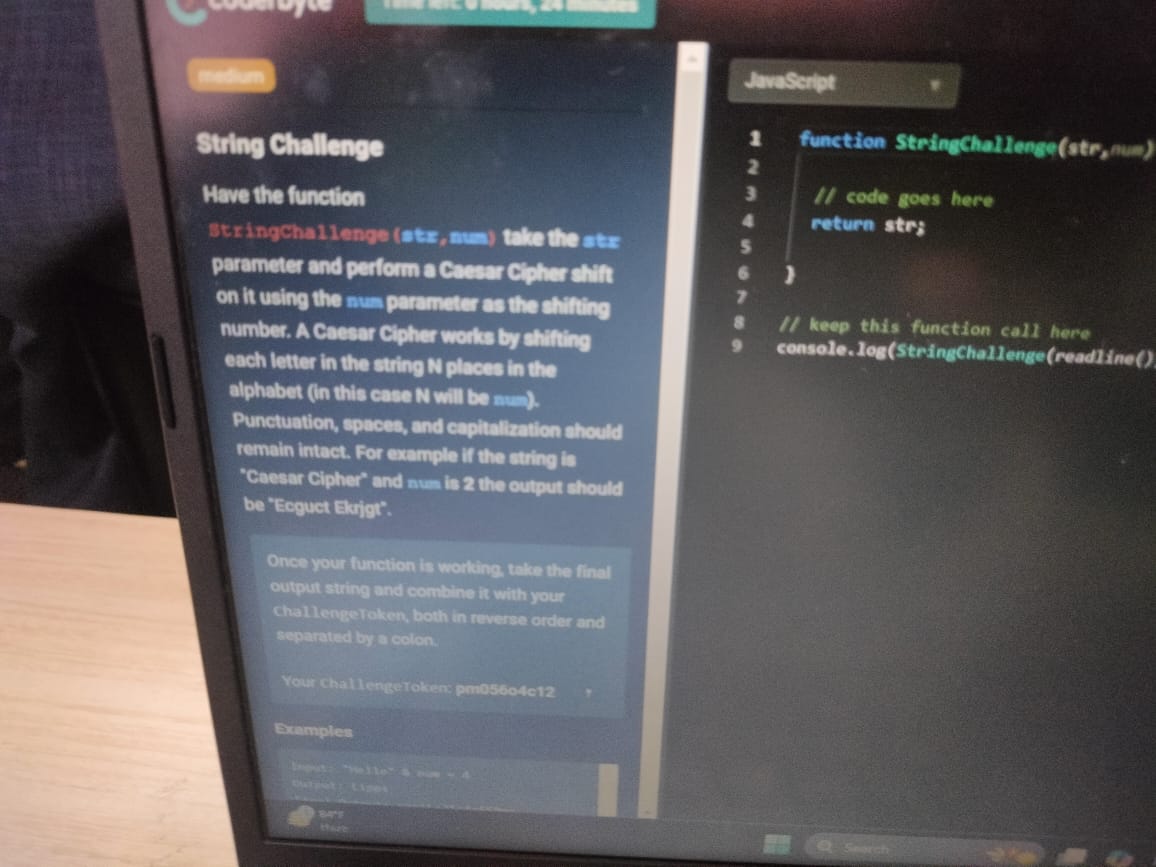 coderbyte
Time left: 0 hours, 24 minutes
medium
String Challenge
Have the function
StringChallenge(str,num) take the str
parameter and perform a Caesar Cipher shift
on it using the num parameter as the shifting
number. A Caesar Cipher works by shifting
each letter in the string N places in the
alphabet (in this case N will be num).
Punctuation, spaces, and capitalization should
remain intact. For example if the string is
"Caesar Cipher" and num is 2 the output should
be "Ecguct Ekrjgt".
Once your function is working, take the final
output string and combine it with your
ChallengeToken, both in reverse order and
separated by a colon.
Your ChallengeToken: pm056o4c12
Examples
Input: "Hello" & num = 4
Output: Lipps
JavaScript
1 function StringChallenge(str,num)
2
3 // code goes here
4 return str;
5
6 }
7
8 // keep this function call here
9 console.log(StringChallenge(readline()
84°F
Haze
Search